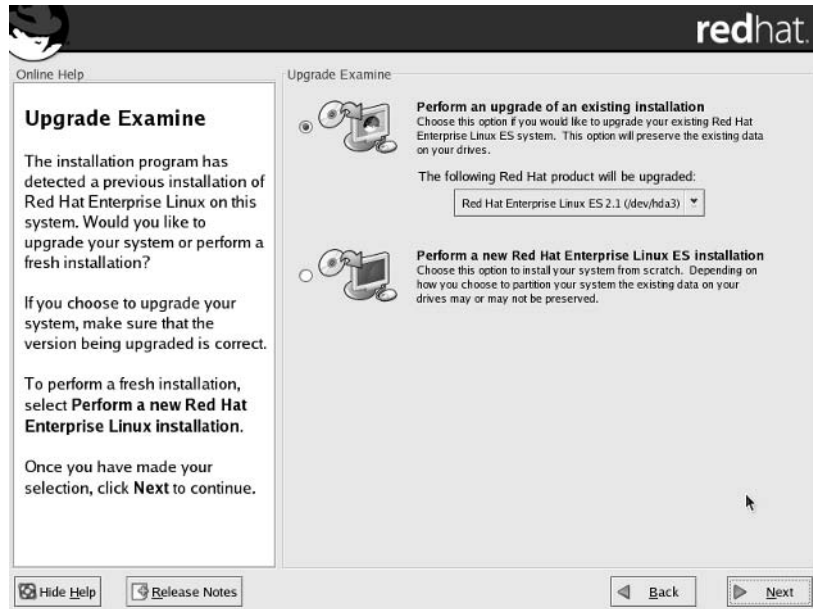 redhat.
Online Help
Upgrade Examine
The installation program has
detected a previous installation of
Red Hat Enterprise Linux on this
system. Would you like to
upgrade your system or perform a
fresh installation?
If you choose to upgrade your
system, make sure that the
version being upgraded is correct.
To perform a fresh installation,
select Perform a new Red Hat
Enterprise Linux installation.
Once you have made your
selection, click Next to continue.
Upgrade Examine
Perform an upgrade of an existing installation
Choose this option if you would like to upgrade your existing Red Hat
Enterprise Linux ES system. This option will preserve the existing data
on your drives.
The following Red Hat product will be upgraded:
Red Hat Enterprise Linux ES 2.1 (/dev/hda3)
Perform a new Red Hat Enterprise Linux ES installation
Choose this option to install your system from scratch. Depending on
how you choose to partition your system the existing data on your
drives may or may not be preserved.
Hide Help
Release Notes
Back
Next